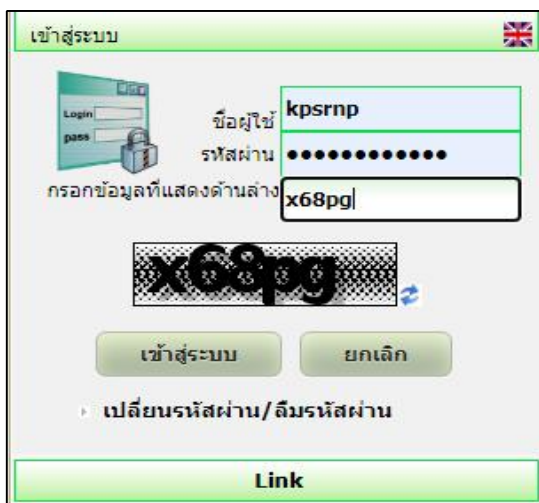 เข้าสู่ระบบ
Login
pass
ชื่อผู้ใช้ kpsrnp
รหัสผ่าน ●●●●●●●●●●●●
กรอกข้อมูลที่แสดงด้านล่าง x68pg
x68pg
เข้าสู่ระบบ ยกเลิก
เปลี่ยนรหัสผ่าน/ลืมรหัสผ่าน
Link